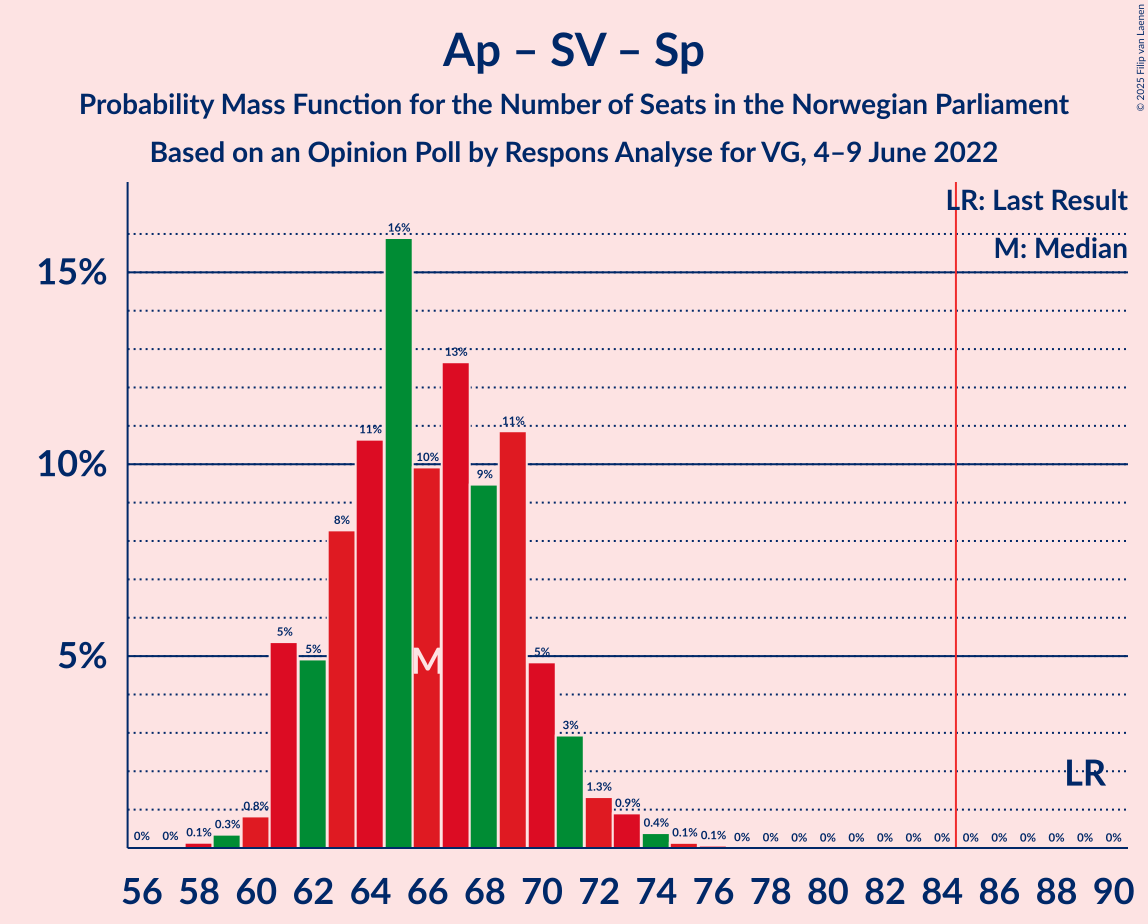 Ap – SV – Sp
Probability Mass Function for the Number of Seats in the Norwegian Parliament
Based on an Opinion Poll by Respons Analyse for VG, 4–9 June 2022
© 2025 Filip van Laenen
LR: Last Result
M: Median
15%
10%
5%
0% 0% 0.1% 0.3% 0.8% 5% 5% 8% 11% 16% 10% 13% 9% 11% 5% 3% 1.3% 0.9% 0.4% 0.1% 0.1% 0% 0% 0% 0% 0% 0% 0% 0% 0% 0% 0% 0% 0% 0%
M
LR
56 58 60 62 64 66 68 70 72 74 76 78 80 82 84 86 88 90